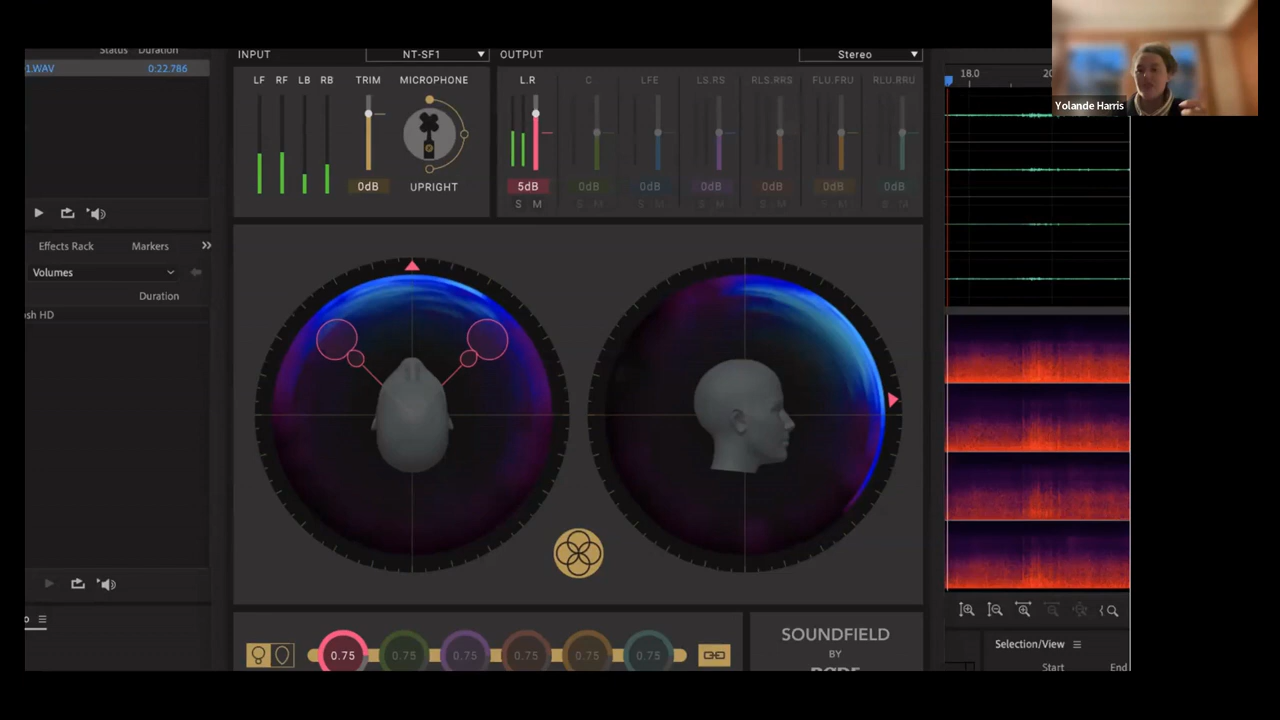 Status Duration
1.WAV 0:22.786
Effects Rack Markers
Volumes
Duration
sh HD
INPUT NT-SF1
LF RF LB RB TRIM MICROPHONE
0dB UPRIGHT
OUTPUT Stereo
L.R C LFE LS.RS RLS.RRS FLU.FRU RLU.RRU
5dB 0dB 0dB 0dB 0dB 0dB 0dB
S M S M S M S M S M S M S M
0.75 0.75 0.75 0.75 0.75 0.75
SOUNDFIELD
BY
RØDE
18.0 20
Yolande Harris
Selection/View
Start End